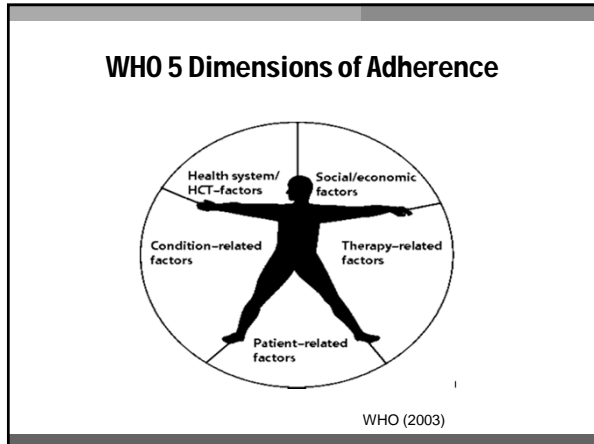 WHO 5 Dimensions of Adherence
Health system/
HCT-factors
Social/economic
factors
Condition-related
factors
Therapy-related
factors
Patient-related
factors
WHO (2003)